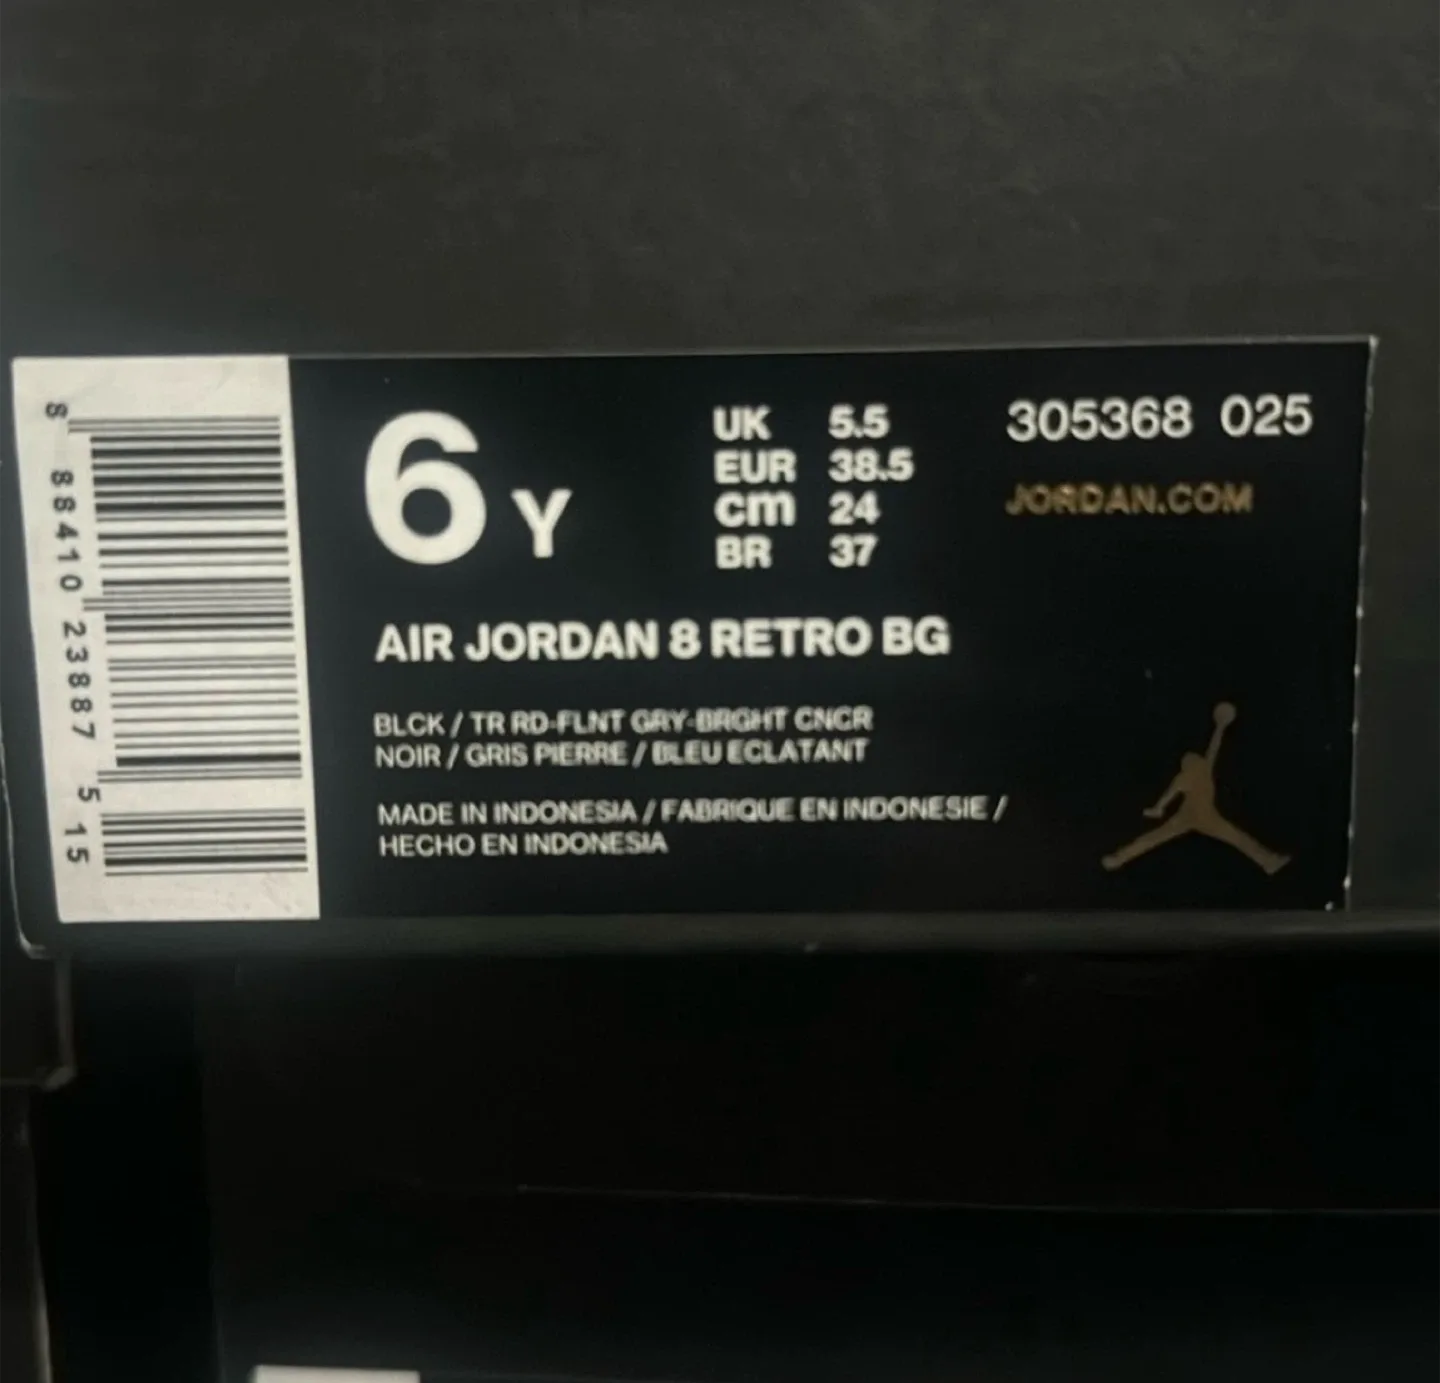 6 Y
UK 5.5
EUR 38.5
cm 24
BR 37
305368 025
JORDAN.COM
AIR JORDAN 8 RETRO BG
BLCK / TR RD-FLNT GRY-BRGHT CNCR
NOIR / GRIS PIERRE / BLEU ECLATANT
MADE IN INDONESIA / FABRIQUE EN INDONESIE /
HECHO EN INDONESIA
8 88410 23887 5 15